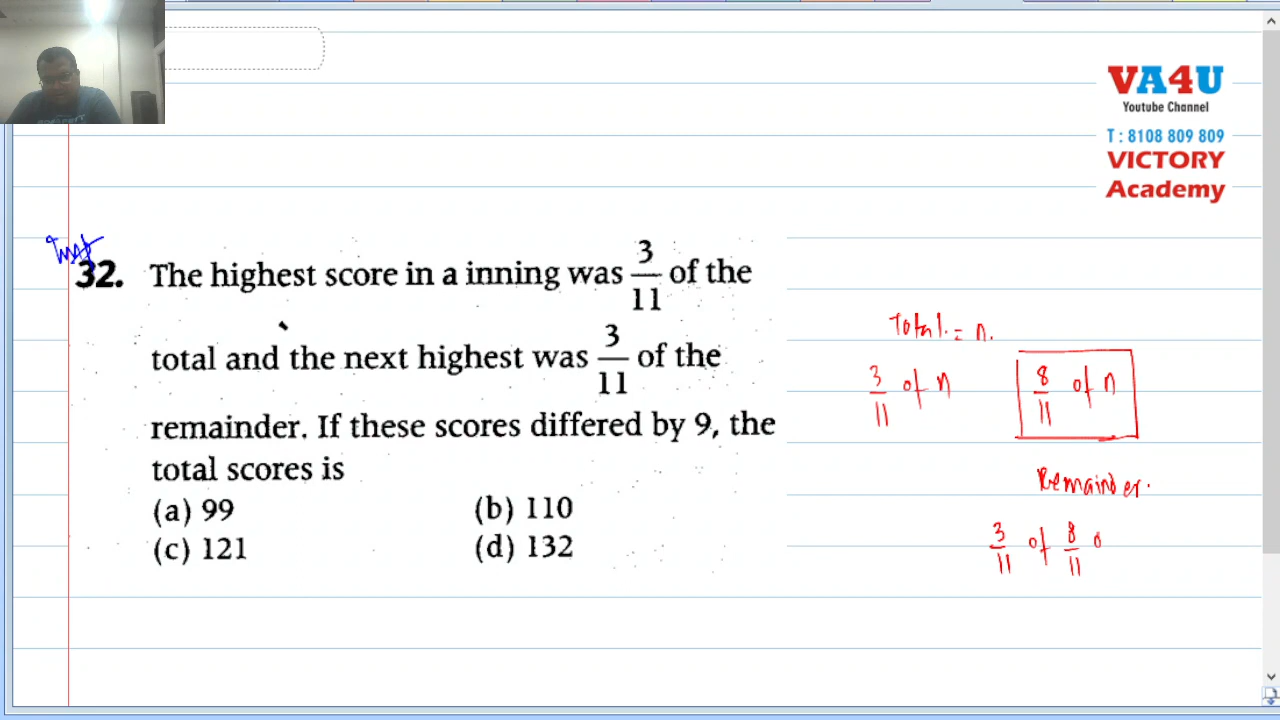 VA4U
Youtube Channel
T : 8108 809 809
VICTORY
Academy
Imp
32. The highest score in a inning was 3/11 of the
total and the next highest was 3/11 of the
remainder. If these scores differed by 9, the
total scores is
(a) 99 (b) 110
(c) 121 (d) 132
Total = n.
3/11 of n 8/11 of n
Remainder.
3/11 of 8/11 o